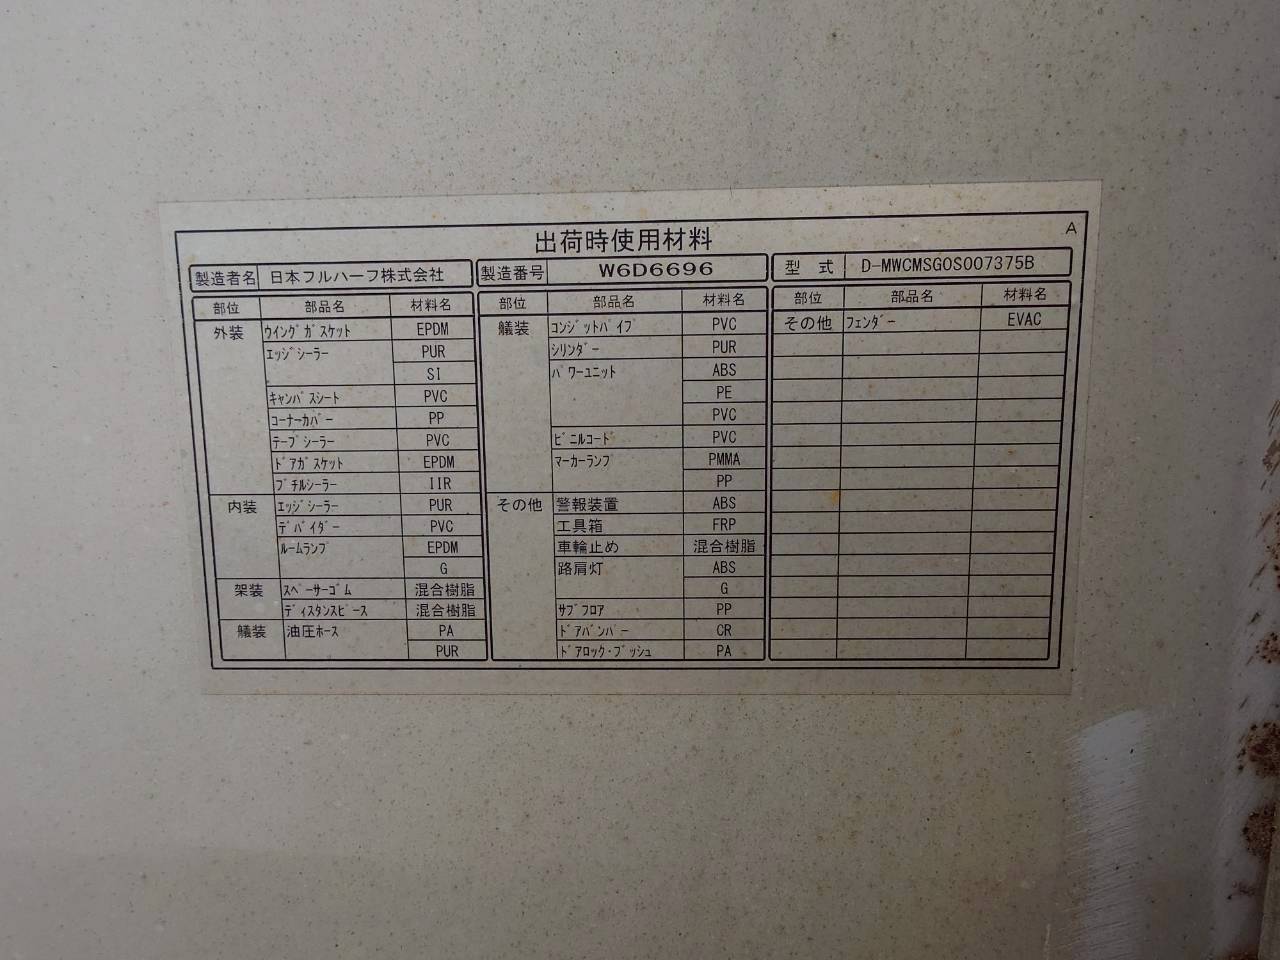 A
出荷時使用材料
製造者名 日本フルハーフ株式会社 製造番号 W6D6696 型 式 D-MWCMSGOS007375B
部位 部品名 材料名
外装 ウイングガスケット EPDM
エッジシーラー PUR
SI
キャンバスシート PVC
コーナーカバー PP
テープシーラー PVC
ドアガスケット EPDM
ブチルシーラー IIR
内装 エッジシーラー PUR
デバイダー PVC
ルームランプ EPDM
G
架装 スペーサーゴム 混合樹脂
ディスタンスピース 混合樹脂
艤装 油圧ホース PA
PUR
部位 部品名 材料名
艤装 コンジットパイプ PVC
シリンダー PUR
パワーユニット ABS
PE
PVC
ビニルコード PVC
マーカーランプ PMMA
PP
その他 警報装置 ABS
工具箱 FRP
車輪止め 混合樹脂
路肩灯 ABS
G
サブフロア PP
ドアバンパー CR
ドアロック・ブッシュ PA
部位 部品名 材料名
その他 フェンダー EVAC